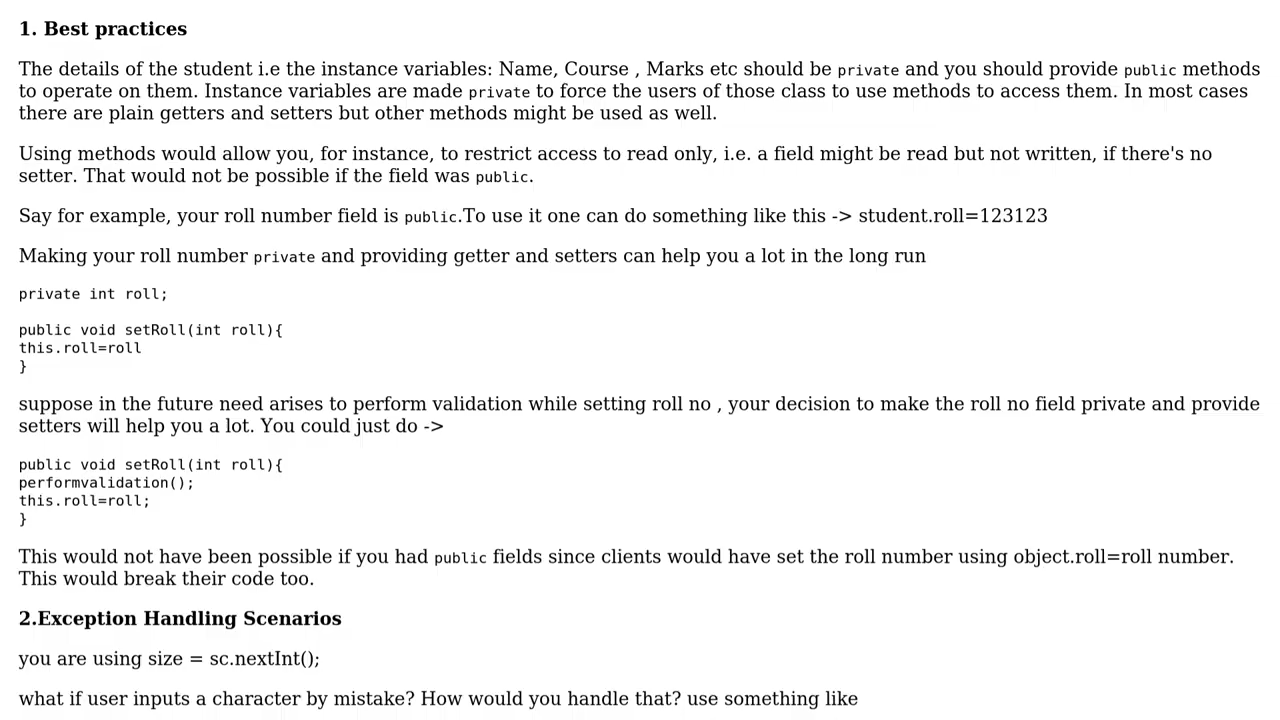 1. Best practices
The details of the student i.e the instance variables: Name, Course , Marks etc should be private and you should provide public methods
to operate on them. Instance variables are made private to force the users of those class to use methods to access them. In most cases
there are plain getters and setters but other methods might be used as well.
Using methods would allow you, for instance, to restrict access to read only, i.e. a field might be read but not written, if there's no
setter. That would not be possible if the field was public.
Say for example, your roll number field is public.To use it one can do something like this -> student.roll=123123
Making your roll number private and providing getter and setters can help you a lot in the long run
private int roll;
public void setRoll(int roll){
this.roll=roll
}
suppose in the future need arises to perform validation while setting roll no , your decision to make the roll no field private and provide
setters will help you a lot. You could just do ->
public void setRoll(int roll){
performvalidation();
this.roll=roll;
}
This would not have been possible if you had public fields since clients would have set the roll number using object.roll=roll number.
This would break their code too.
2.Exception Handling Scenarios
you are using size = sc.nextInt();
what if user inputs a character by mistake? How would you handle that? use something like